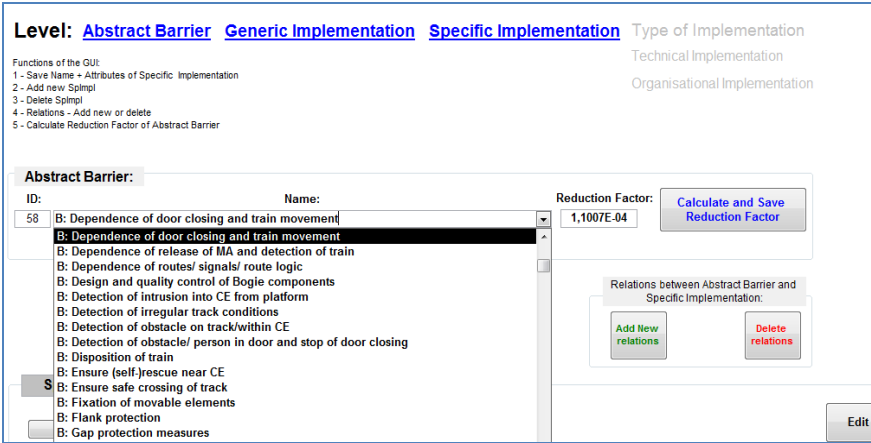 Level: Abstract Barrier Generic Implementation Specific Implementation Type of Implementation
Technical Implementation
Organisational Implementation
Functions of the GUI:
1 - Save Name + Attributes of Specific Implementation
2 - Add new SpImpl
3 - Delete SpImpl
4 - Relations - Add new or delete
5 - Calculate Reduction Factor of Abstract Barrier
Abstract Barrier:
ID: Name: Reduction Factor:
58 B: Dependence of door closing and train movement 1,1007E-04
Calculate and Save
Reduction Factor
B: Dependence of door closing and train movement
B: Dependence of release of MA and detection of train
B: Dependence of routes/ signals/ route logic
B: Design and quality control of Bogie components
B: Detection of intrusion into CE from platform
B: Detection of irregular track conditions
B: Detection of obstacle on track/within CE
B: Detection of obstacle/ person in door and stop of door closing
B: Disposition of train
B: Ensure (self-)rescue near CE
B: Ensure safe crossing of track
B: Fixation of movable elements
B: Flank protection
B: Gap protection measures
Relations between Abstract Barrier and
Specific Implementation:
Add New
relations
Delete
relations
S
Edit